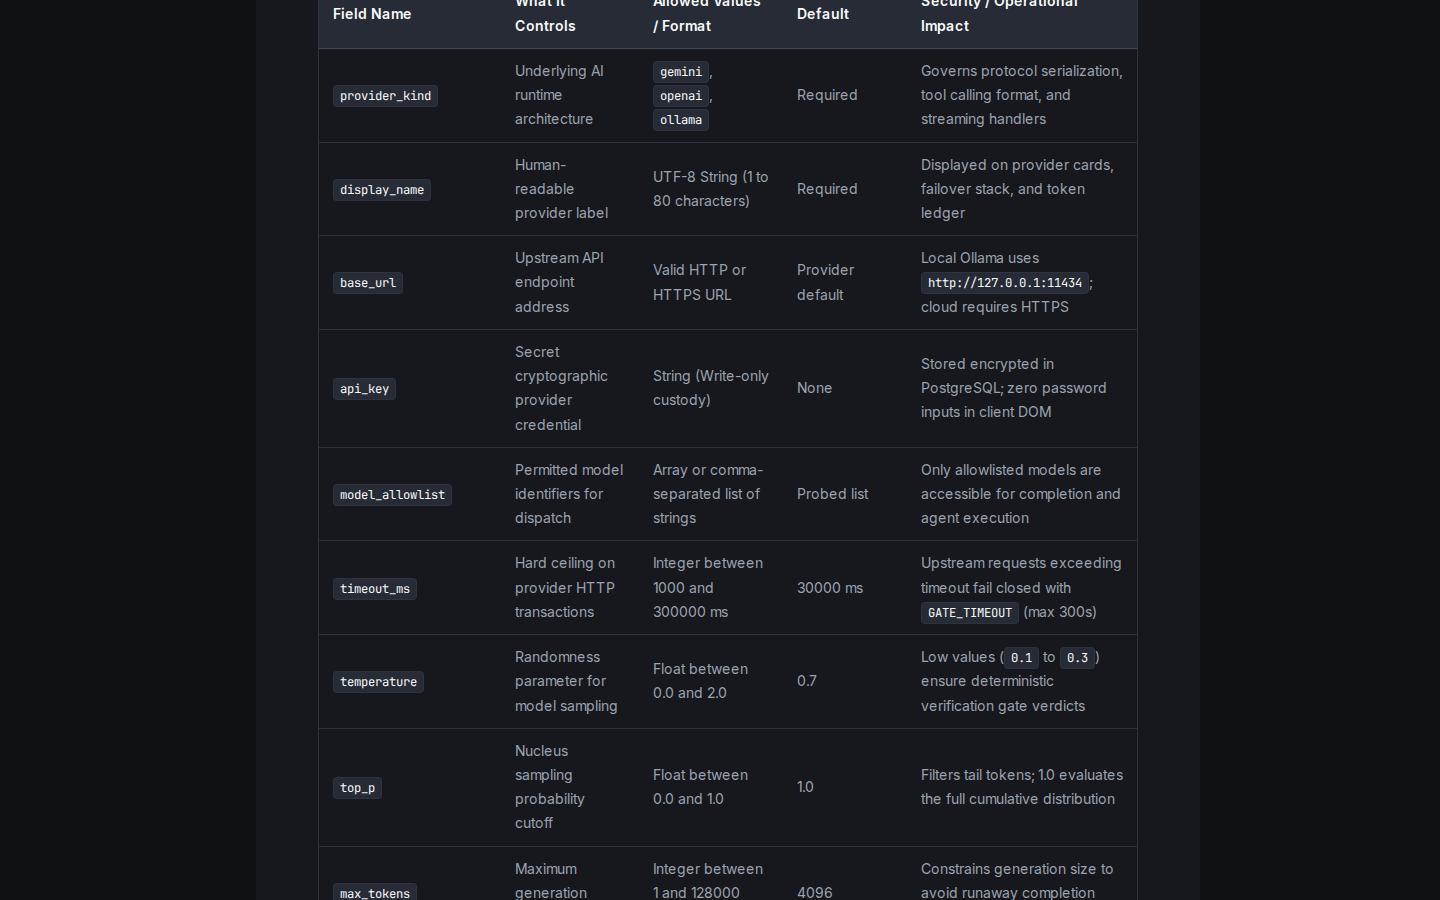 Field Name
What It Controls
Allowed Values / Format
Default
Security / Operational Impact
provider_kind
Underlying AI runtime architecture
gemini, openai, ollama
Required
Governs protocol serialization, tool calling format, and streaming handlers
display_name
Human-readable provider label
UTF-8 String (1 to 80 characters)
Required
Displayed on provider cards, failover stack, and token ledger
base_url
Upstream API endpoint address
Valid HTTP or HTTPS URL
Provider default
Local Ollama uses http://127.0.0.1:11434; cloud requires HTTPS
api_key
Secret cryptographic provider credential
String (Write-only custody)
None
Stored encrypted in PostgreSQL; zero password inputs in client DOM
model_allowlist
Permitted model identifiers for dispatch
Array or comma-separated list of strings
Probed list
Only allowlisted models are accessible for completion and agent execution
timeout_ms
Hard ceiling on provider HTTP transactions
Integer between 1000 and 300000 ms
30000 ms
Upstream requests exceeding timeout fail closed with GATE_TIMEOUT (max 300s)
temperature
Randomness parameter for model sampling
Float between 0.0 and 2.0
0.7
Low values (0.1 to 0.3) ensure deterministic verification gate verdicts
top_p
Nucleus sampling probability cutoff
Float between 0.0 and 1.0
1.0
Filters tail tokens; 1.0 evaluates the full cumulative distribution
max_tokens
Maximum generation
Integer between 1 and 128000
4096
Constrains generation size to avoid runaway completion